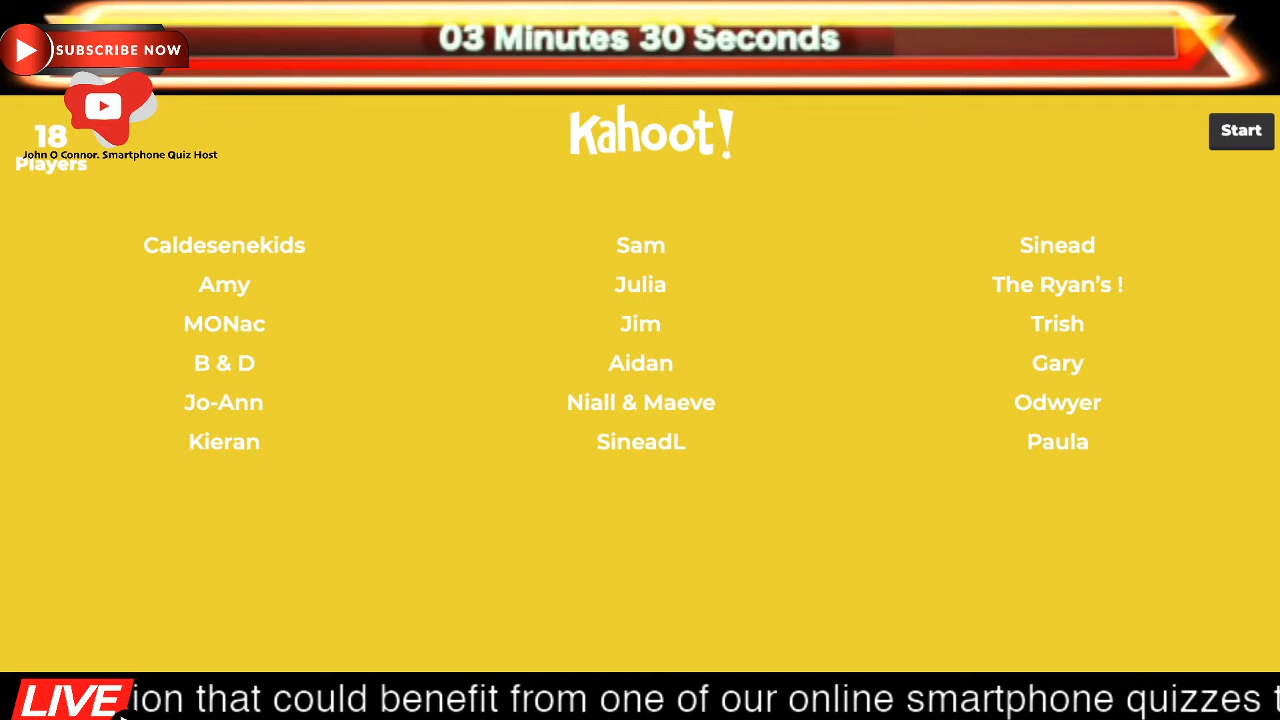 03 Minutes 30 Seconds
SUBSCRIBE NOW
Kahoot!
18
Players
John O Connor. Smartphone Quiz Host
Start
Caldesenekids Sam Sinead
Amy Julia The Ryan’s !
MONac Jim Trish
B & D Aidan Gary
Jo-Ann Niall & Maeve Odwyer
Kieran SineadL Paula
LIVE
ion that could benefit from one of our online smartphone quizzes t